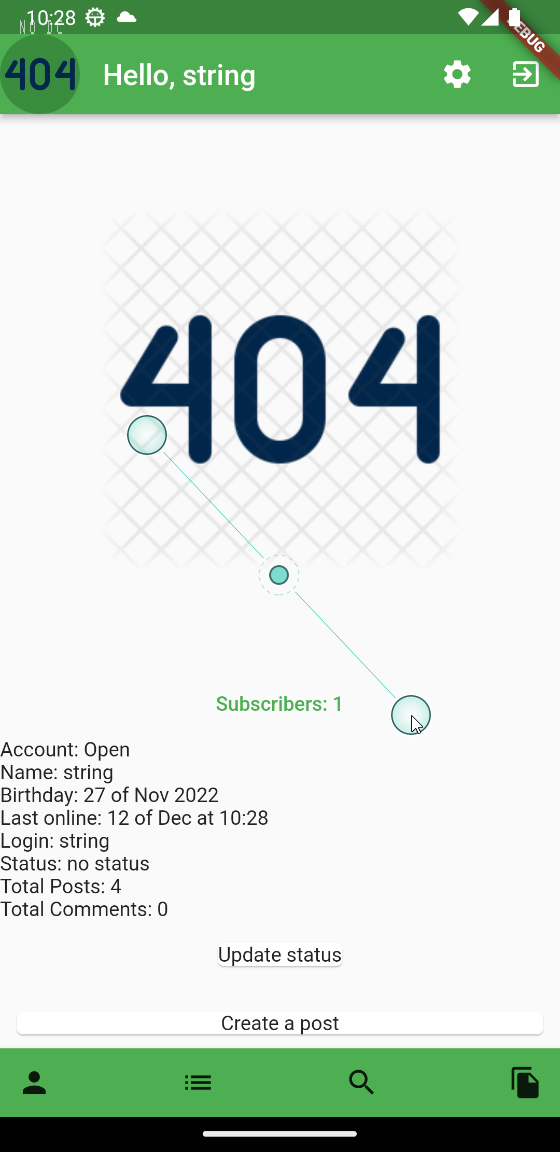 10:28
DEBUG
404
Hello, string
404
Subscribers: 1
Account: Open
Name: string
Birthday: 27 of Nov 2022
Last online: 12 of Dec at 10:28
Login: string
Status: no status
Total Posts: 4
Total Comments: 0
Update status
Create a post